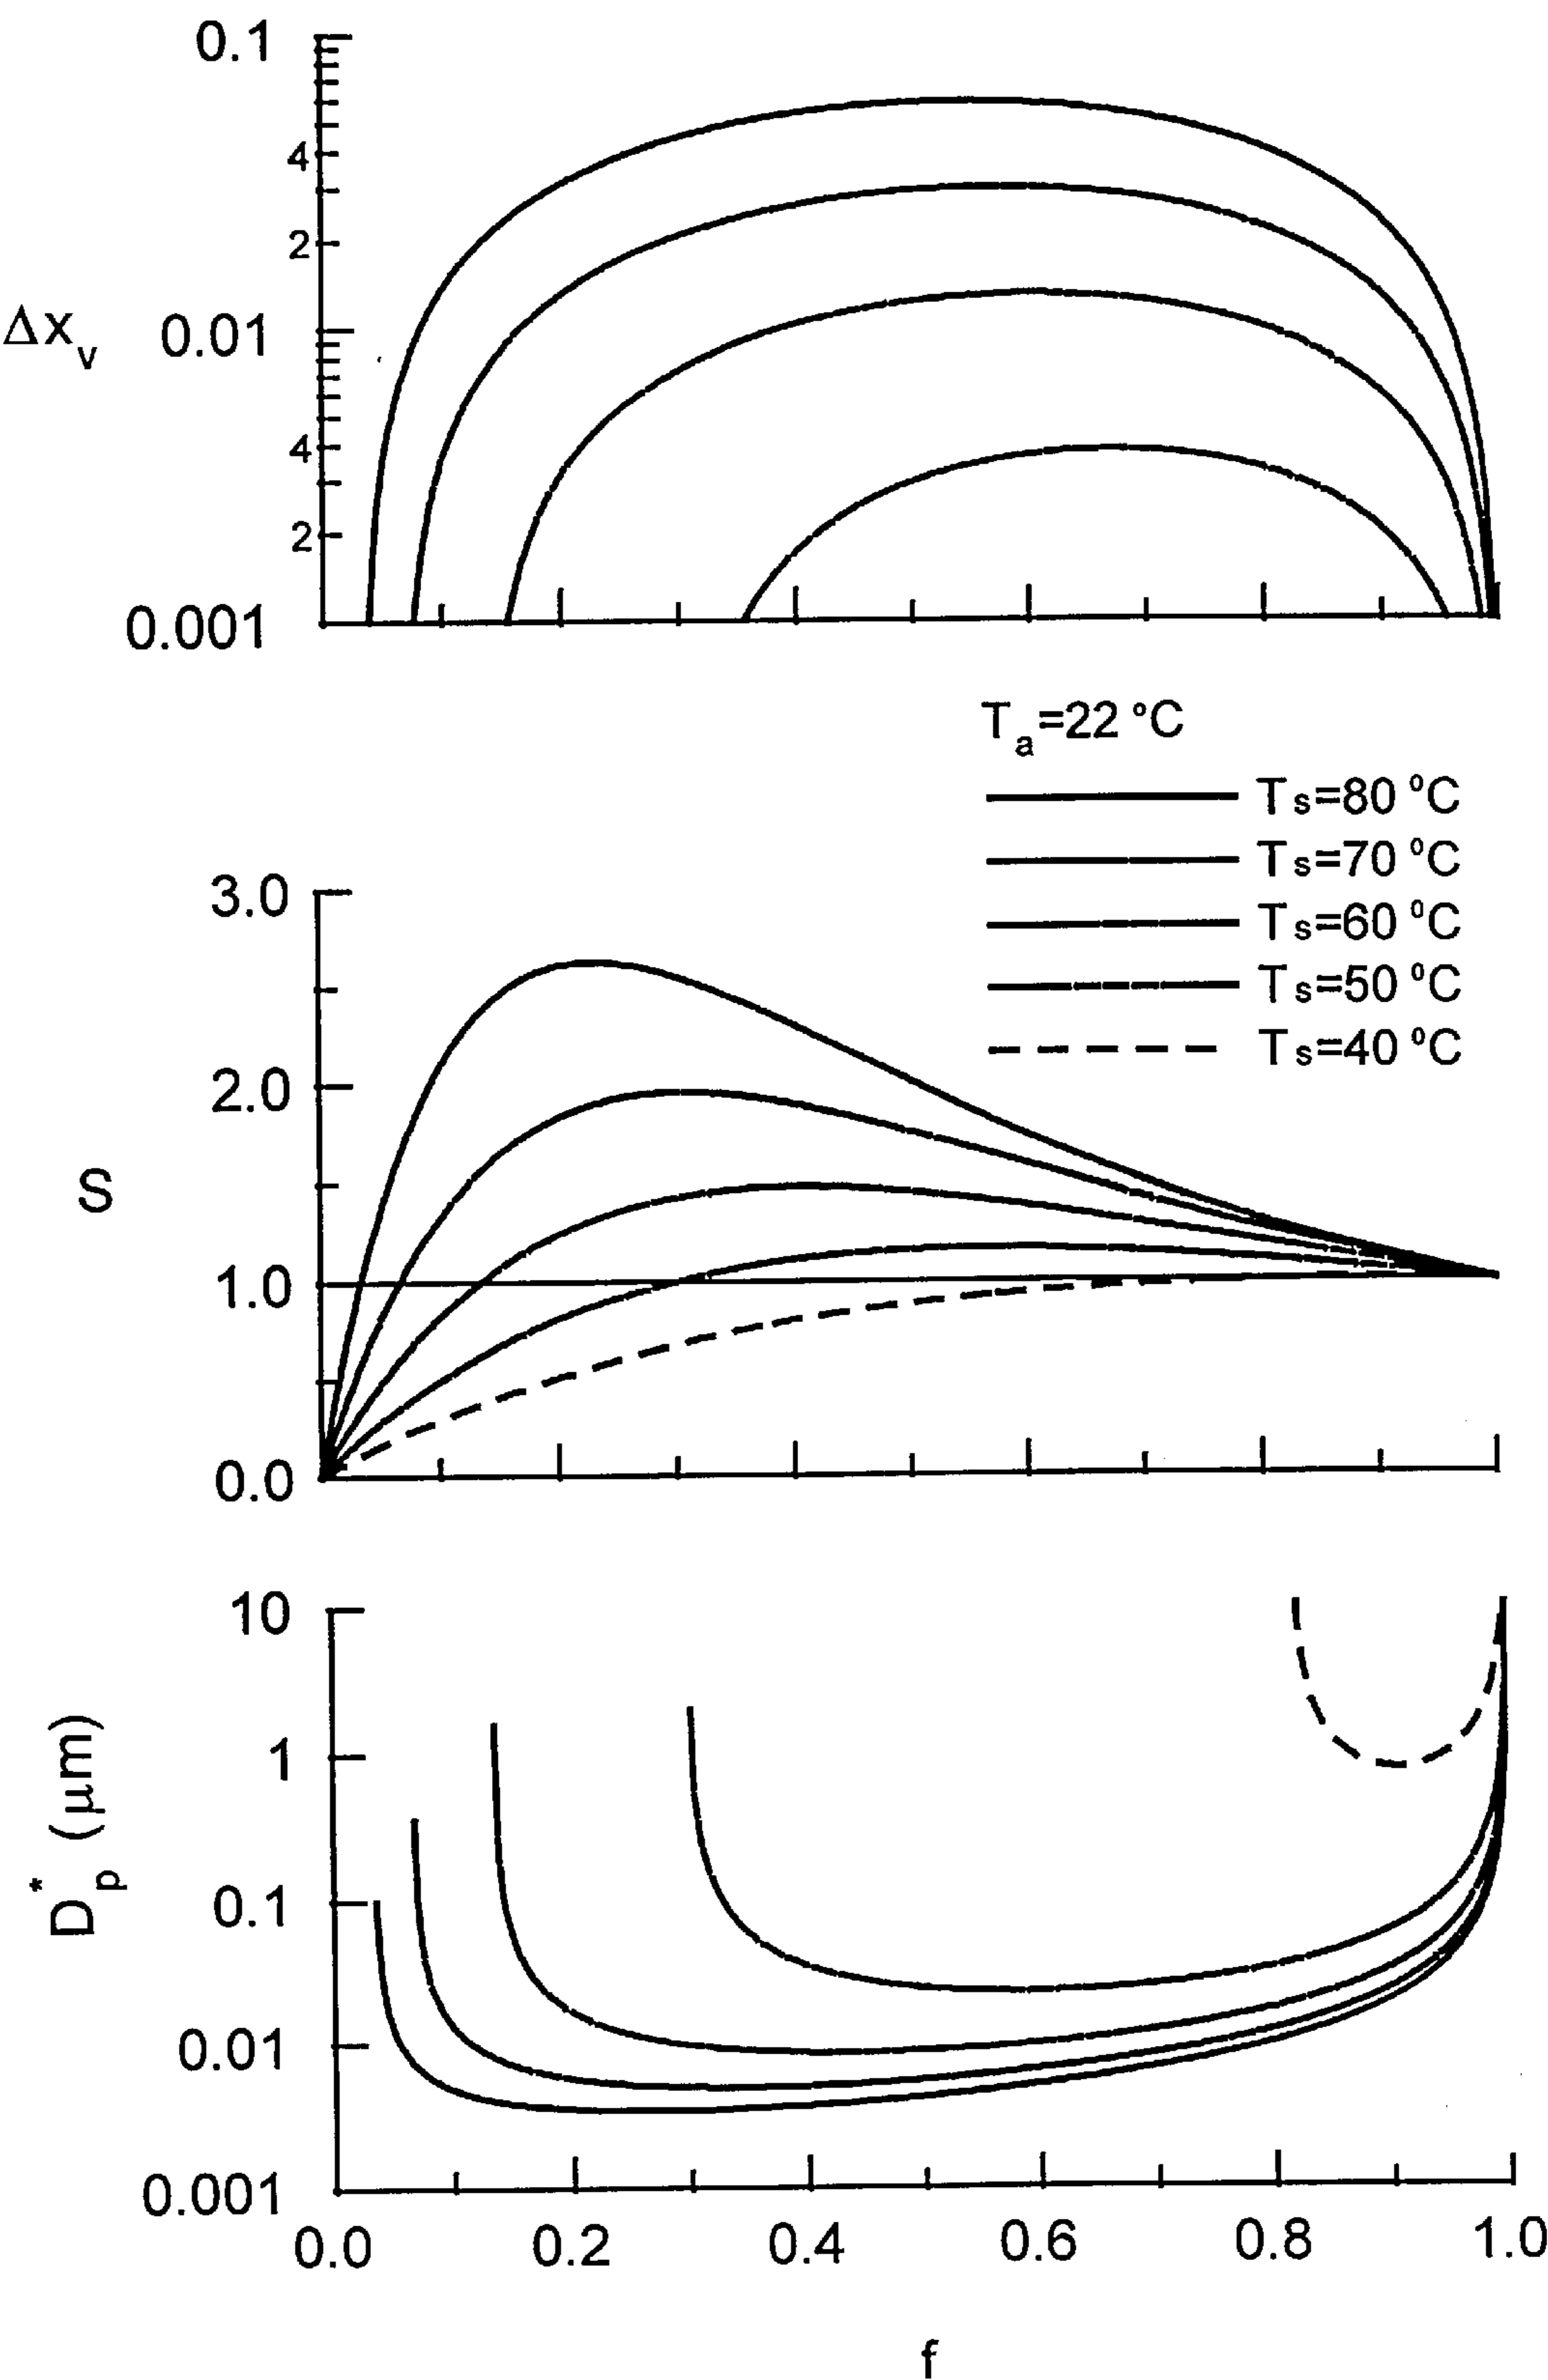 0.1
4
2
Δx_v
0.01
4
2
0.001
T_a=22 °C
Ts=80 °C
Ts=70 °C
Ts=60 °C
Ts=50 °C
Ts=40 °C
3.0
2.0
S
1.0
0.0
10
1
D_p^* (μm)
0.1
0.01
0.001
0.0 0.2 0.4 0.6 0.8 1.0
f